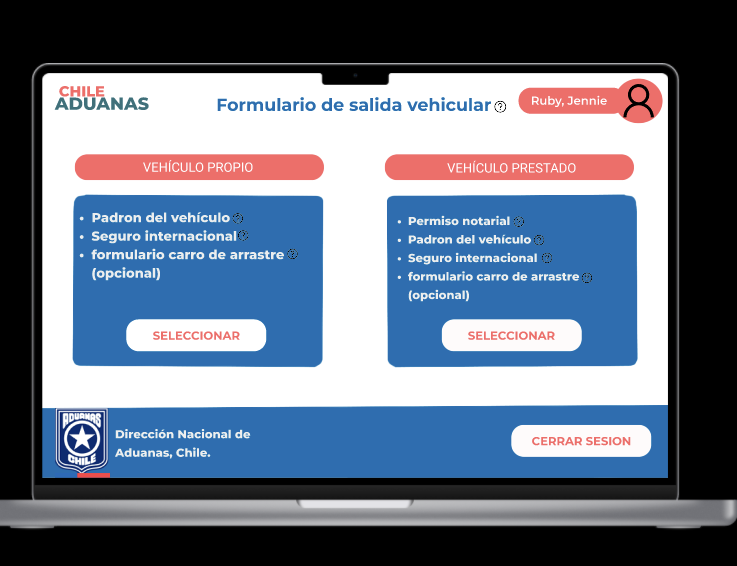 CHILE
ADUANAS
Formulario de salida vehicular ?
Ruby, Jennie
VEHÍCULO PROPIO
• Padron del vehículo ?
• Seguro internacional ?
• formulario carro de arrastre ?
(opcional)
SELECCIONAR
VEHÍCULO PRESTADO
• Permiso notarial ?
• Padron del vehículo ?
• Seguro internacional ?
• formulario carro de arrastre ?
(opcional)
SELECCIONAR
ADUANAS
CHILE
Dirección Nacional de
Aduanas, Chile.
CERRAR SESION